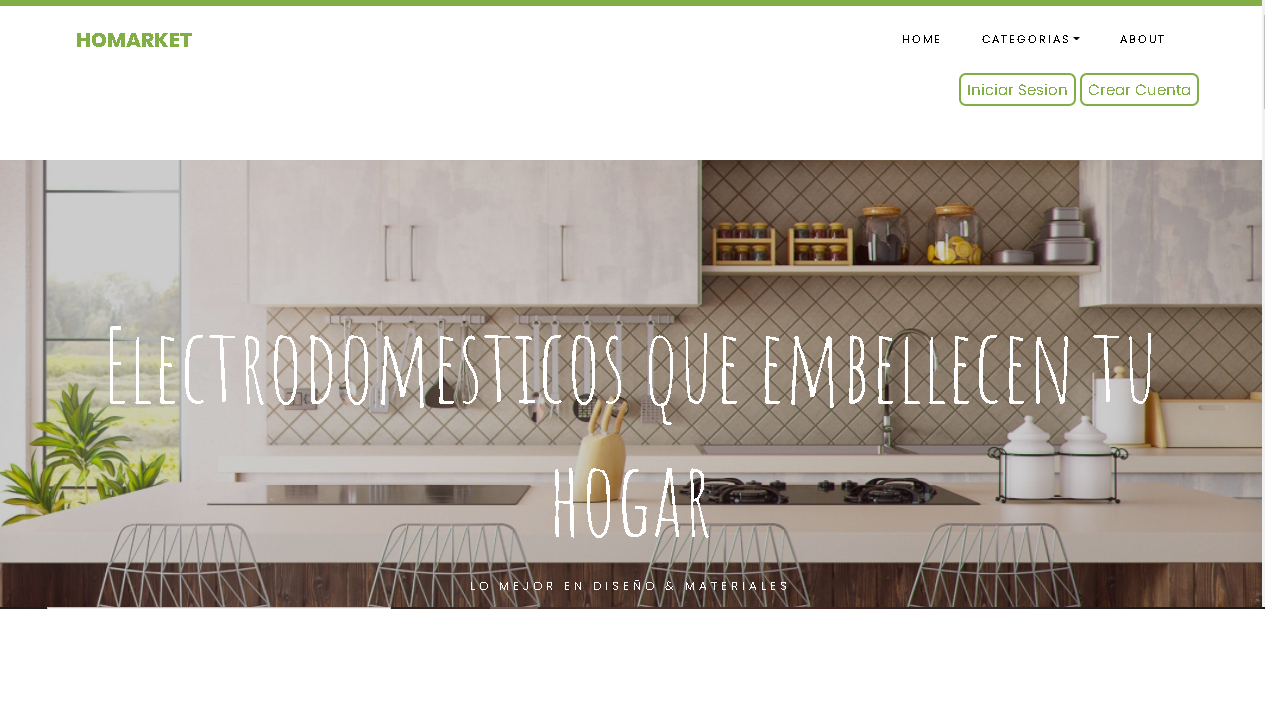 HOMARKET
HOME CATEGORIAS ABOUT
Iniciar Sesion Crear Cuenta
Electrodomesticos que embellecen tu
hogar
LO MEJOR EN DISEÑO & MATERIALES